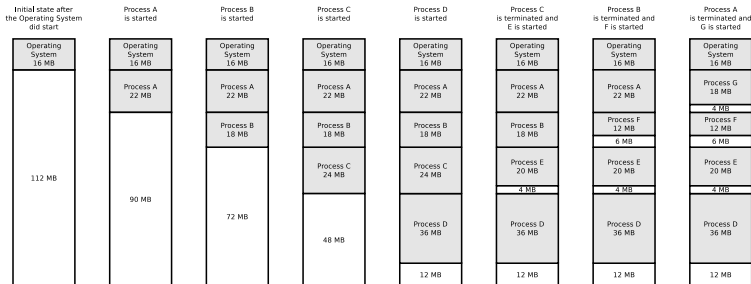 Initial state after
the Operating System
did start
Operating
System
16 MB
112 MB
Process A
is started
Operating
System
16 MB
Process A
22 MB
90 MB
Process B
is started
Operating
System
16 MB
Process A
22 MB
Process B
18 MB
72 MB
Process C
is started
Operating
System
16 MB
Process A
22 MB
Process B
18 MB
Process C
24 MB
48 MB
Process D
is started
Operating
System
16 MB
Process A
22 MB
Process B
18 MB
Process C
24 MB
Process D
36 MB
12 MB
Process C
is terminated and
E is started
Operating
System
16 MB
Process A
22 MB
Process B
18 MB
Process E
20 MB
4 MB
Process D
36 MB
12 MB
Process B
is terminated and
F is started
Operating
System
16 MB
Process A
22 MB
Process F
12 MB
6 MB
Process E
20 MB
4 MB
Process D
36 MB
12 MB
Process A
is terminated and
G is started
Operating
System
16 MB
Process G
18 MB
4 MB
Process F
12 MB
6 MB
Process E
20 MB
4 MB
Process D
36 MB
12 MB